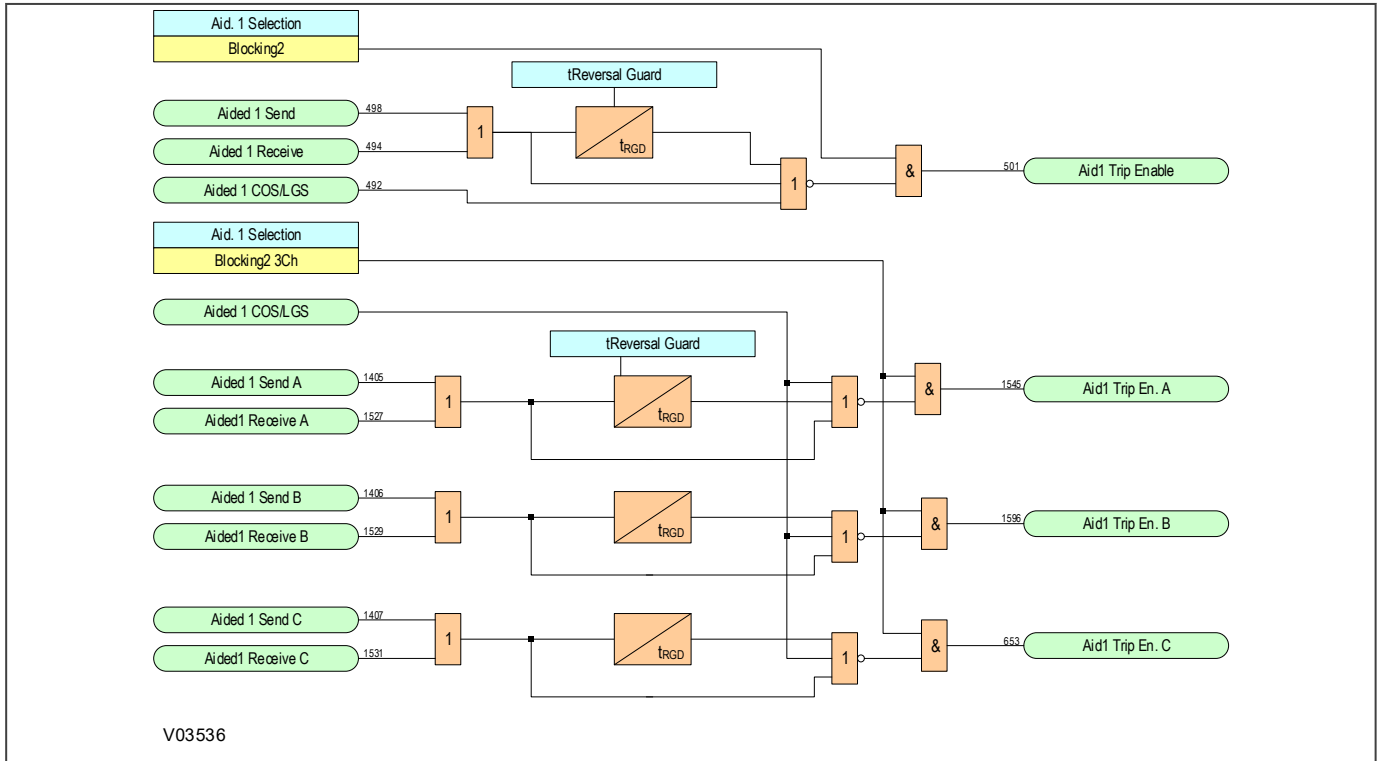 Aid. 1 Selection
Blocking2
tReversal Guard
Aided 1 Send
498
1
tRGD
Aided 1 Receive
494
Aided 1 COS/LGS
492
1
&
501
Aid1 Trip Enable
Aid. 1 Selection
Blocking2 3Ch
Aided 1 COS/LGS
tReversal Guard
Aided 1 Send A
1405
1
tRGD
1
&
1545
Aid1 Trip En. A
Aided1 Receive A
1527
Aided 1 Send B
1406
1
tRGD
1
&
1596
Aid1 Trip En. B
Aided1 Receive B
1529
Aided 1 Send C
1407
1
tRGD
1
&
653
Aid1 Trip En. C
Aided1 Receive C
1531
V03536